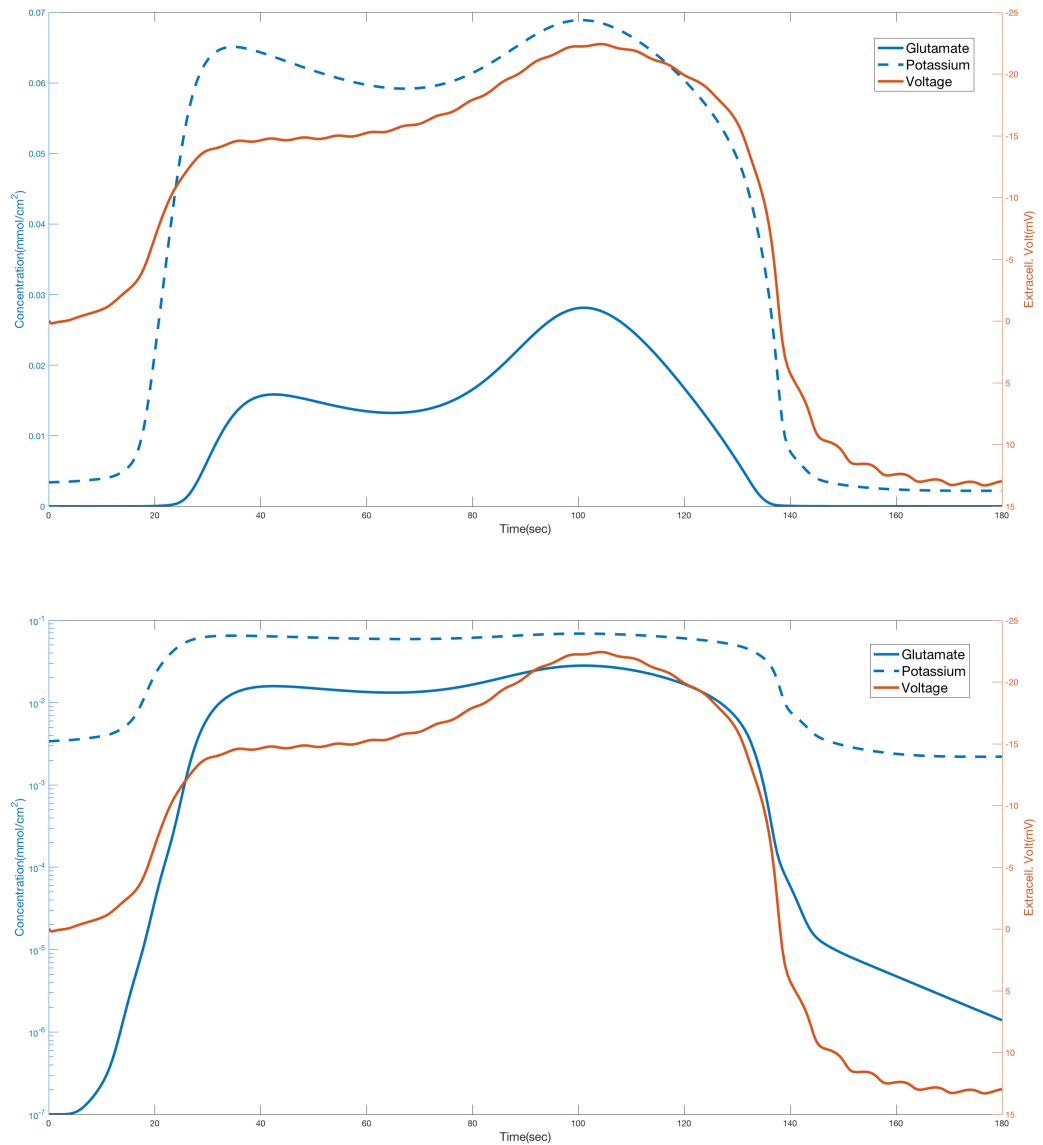 0.07
0.06
0.05
0.04
0.03
0.02
0.01
0
Concentration(mmol/cm²)
0 20 40 60 80 100 120 140 160 180
Time(sec)
-25
-20
-15
-10
-5
0
5
10
15
Extracell. Volt(mV)
Glutamate
Potassium
Voltage
10⁻¹
10⁻²
10⁻³
10⁻⁴
10⁻⁵
10⁻⁶
10⁻⁷
Concentration(mmol/cm²)
0 20 40 60 80 100 120 140 160 180
Time(sec)
-25
-20
-15
-10
-5
0
5
10
15
Extracell. Volt(mV)
Glutamate
Potassium
Voltage